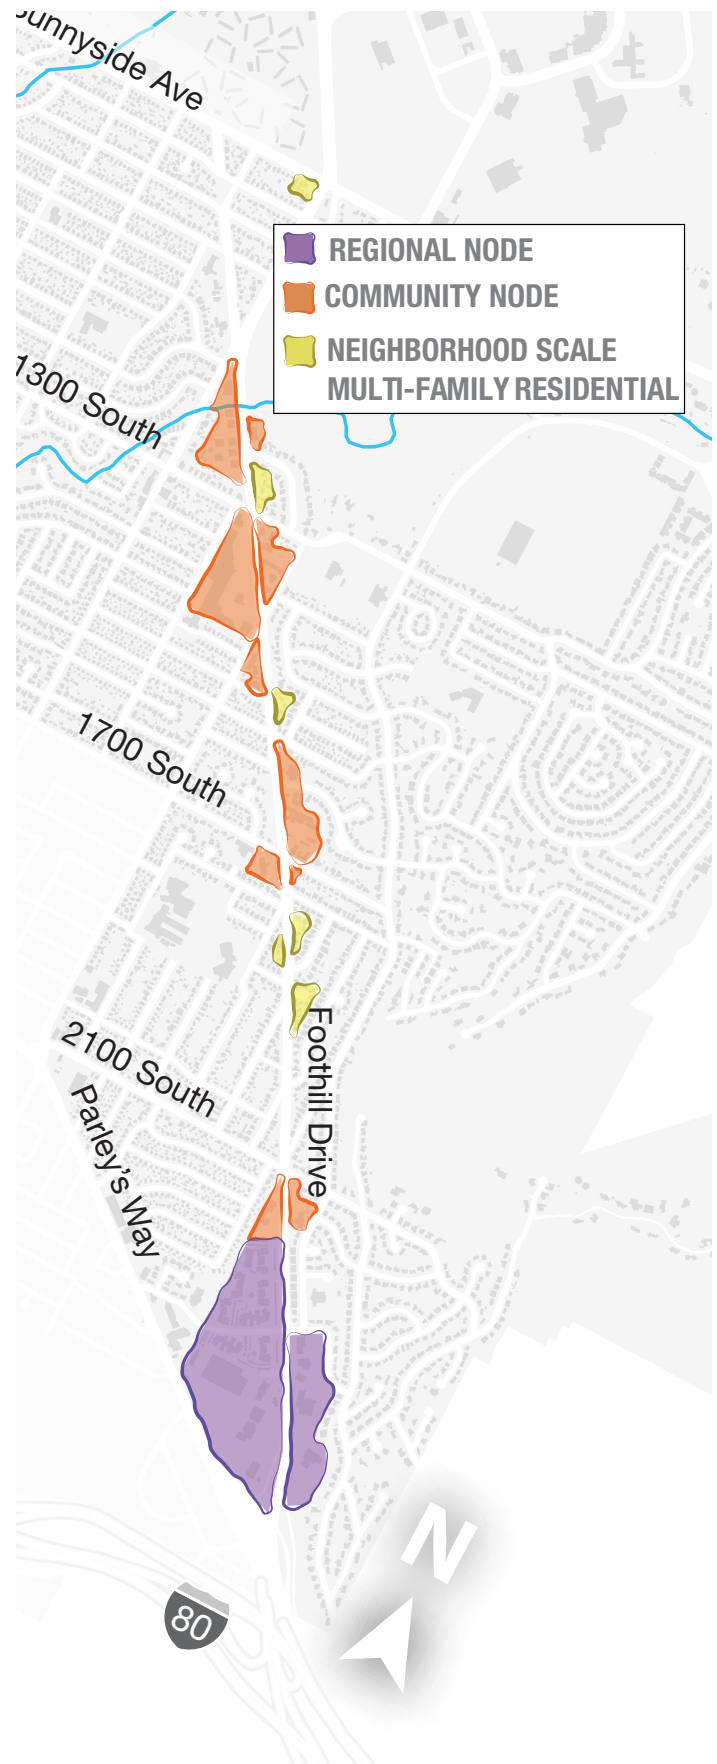 Sunnyside Ave
REGIONAL NODE
COMMUNITY NODE
NEIGHBORHOOD SCALE
MULTI-FAMILY RESIDENTIAL
1300 South
1700 South
2100 South
Foothill Drive
Parley's Way
N
80